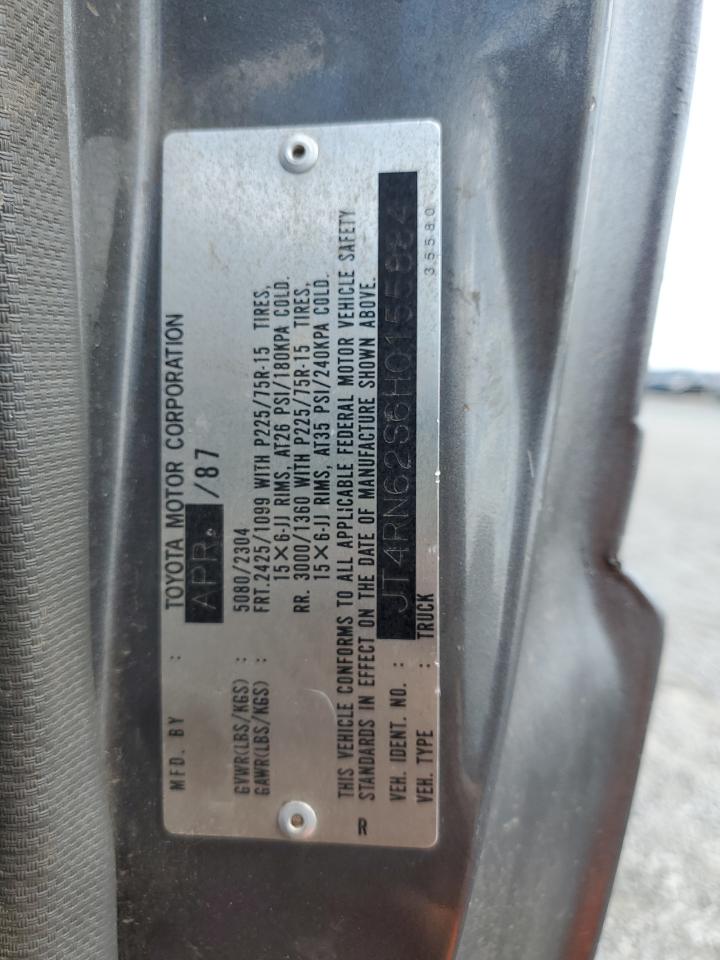 MFD. BY : TOYOTA MOTOR CORPORATION
APR. /87
GVWR(LBS/KGS) : 5080/2304
GAWR(LBS/KGS) : FRT. 2425/1099 WITH P225/75R-15 TIRES,
15×6-JJ RIMS, AT26 PSI/180KPA COLD.
RR. 3000/1360 WITH P225/75R-15 TIRES,
15×6-JJ RIMS, AT35 PSI/240KPA COLD.
THIS VEHICLE CONFORMS TO ALL APPLICABLE FEDERAL MOTOR VEHICLE SAFETY
STANDARDS IN EFFECT ON THE DATE OF MANUFACTURE SHOWN ABOVE.
VEH. IDENT. NO. : JT4RN62S6H0155884
VEH. TYPE : TRUCK
35580
R